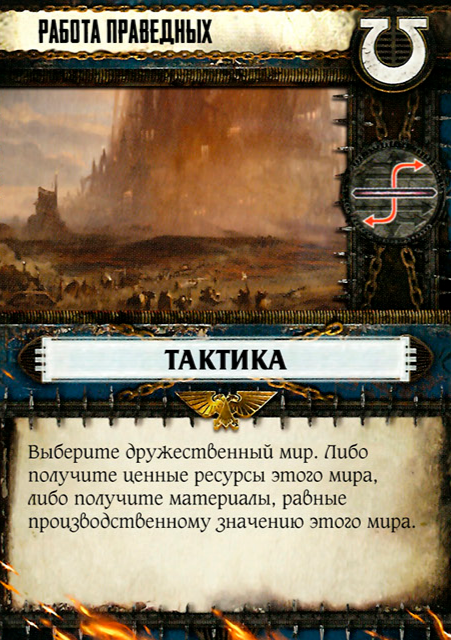 РАБОТА ПРАВЕДНЫХ
ТАКТИКА
Выберите дружественный мир. Либо
получите ценные ресурсы этого мира,
либо получите материалы, равные
производственному значению этого мира.